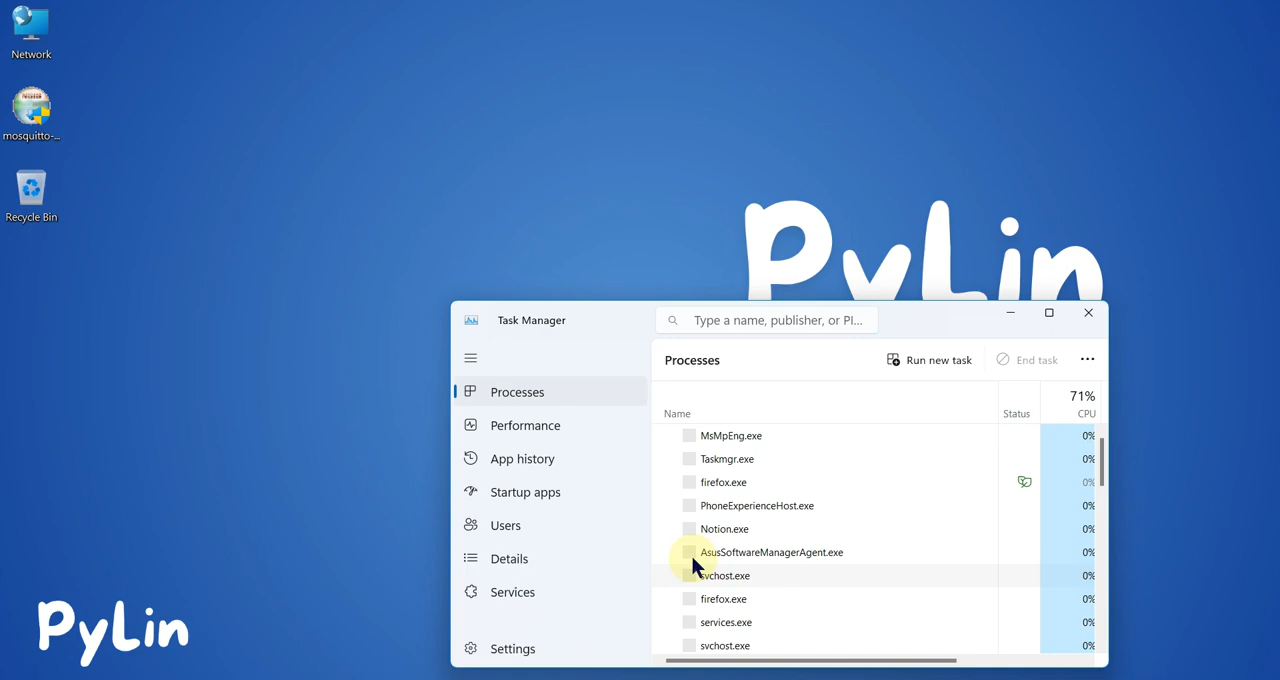 Network
mosquitto-...
Recycle Bin
PyLin
Task Manager
Type a name, publisher, or PI...
Processes
Performance
App history
Startup apps
Users
Details
Services
Settings
Processes
Run new task
End task
71%
Name
Status
CPU
MsMpEng.exe 0%
Taskmgr.exe 0%
firefox.exe 0%
PhoneExperienceHost.exe 0%
Notion.exe 0%
AsusSoftwareManagerAgent.exe 0%
svchost.exe 0%
firefox.exe 0%
services.exe 0%
svchost.exe 0%
PyLin